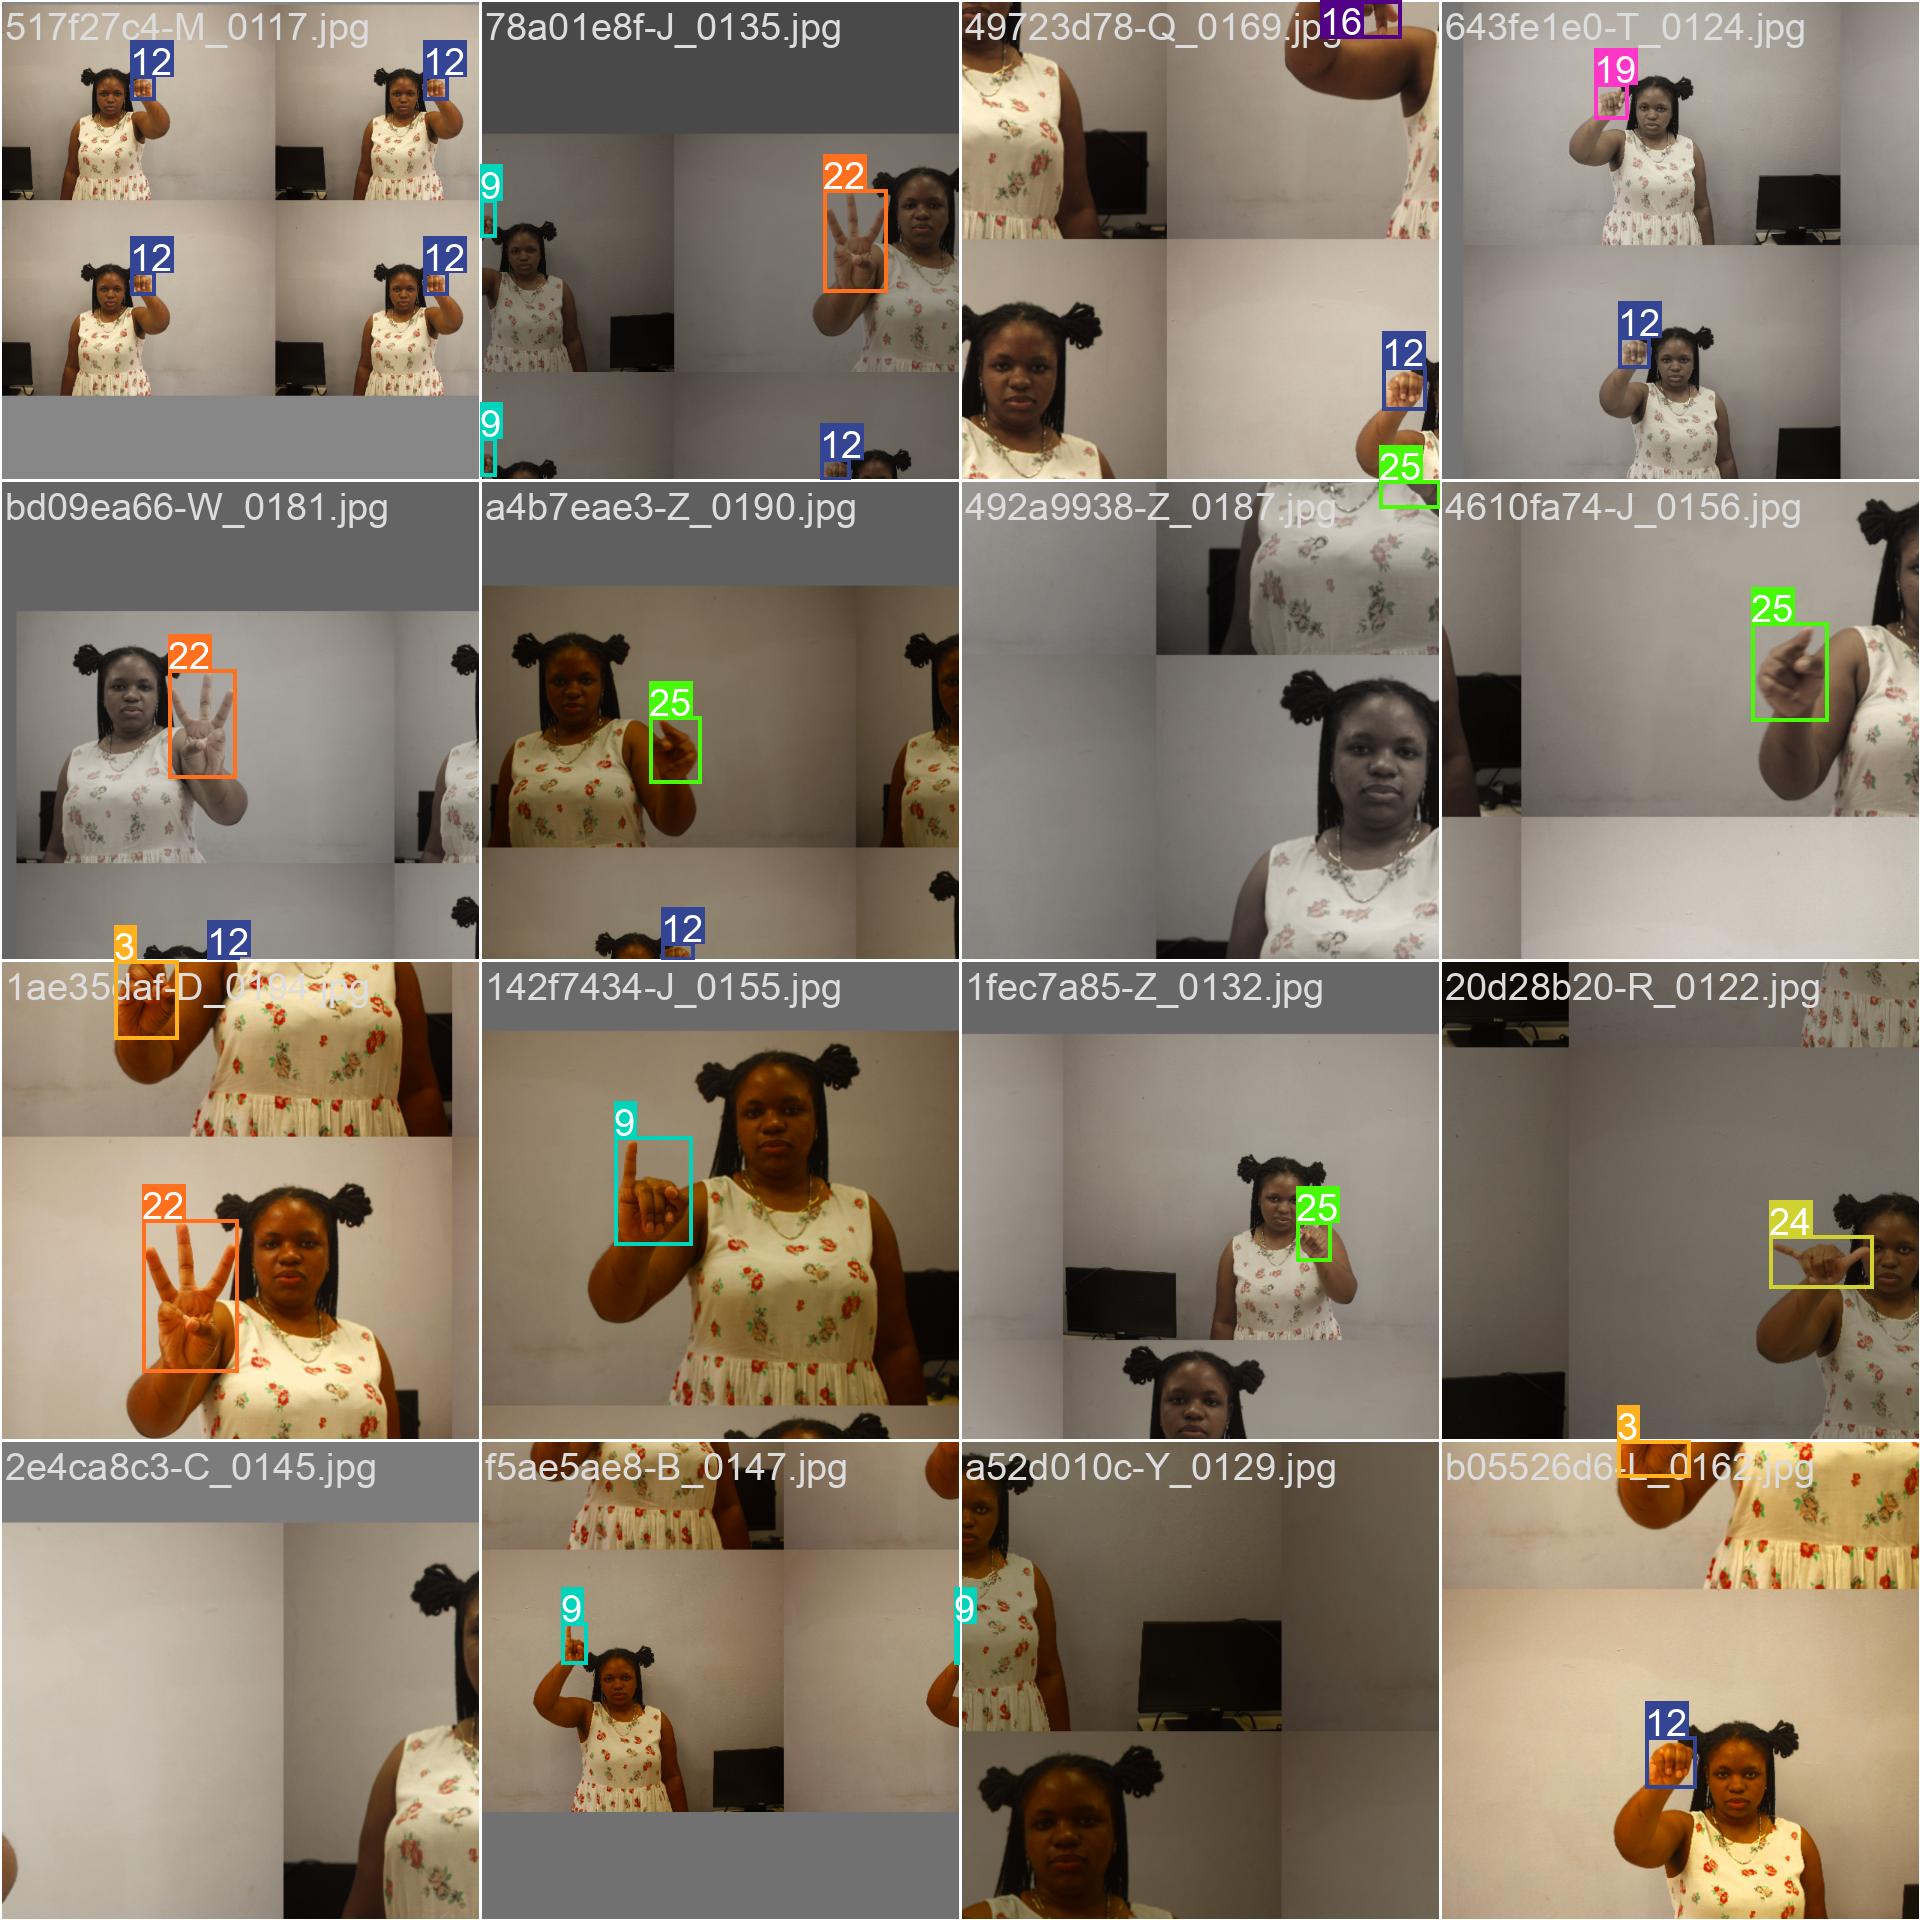 517f27c4-M_0117.jpg
12
12
12
12
78a01e8f-J_0135.jpg
9
22
9
12
49723d78-Q_0169.jpg
16
12
25
643fe1e0-T_0124.jpg
19
12
bd09ea66-W_0181.jpg
22
12
a4b7eae3-Z_0190.jpg
25
12
492a9938-Z_0187.jpg
4610fa74-J_0156.jpg
25
3
1ae35daf-D_0194.jpg
22
142f7434-J_0155.jpg
9
1fec7a85-Z_0132.jpg
25
20d28b20-R_0122.jpg
24
2e4ca8c3-C_0145.jpg
f5ae5ae8-B_0147.jpg
9
9
a52d010c-Y_0129.jpg
3
b05526d6-L_0162.jpg
12